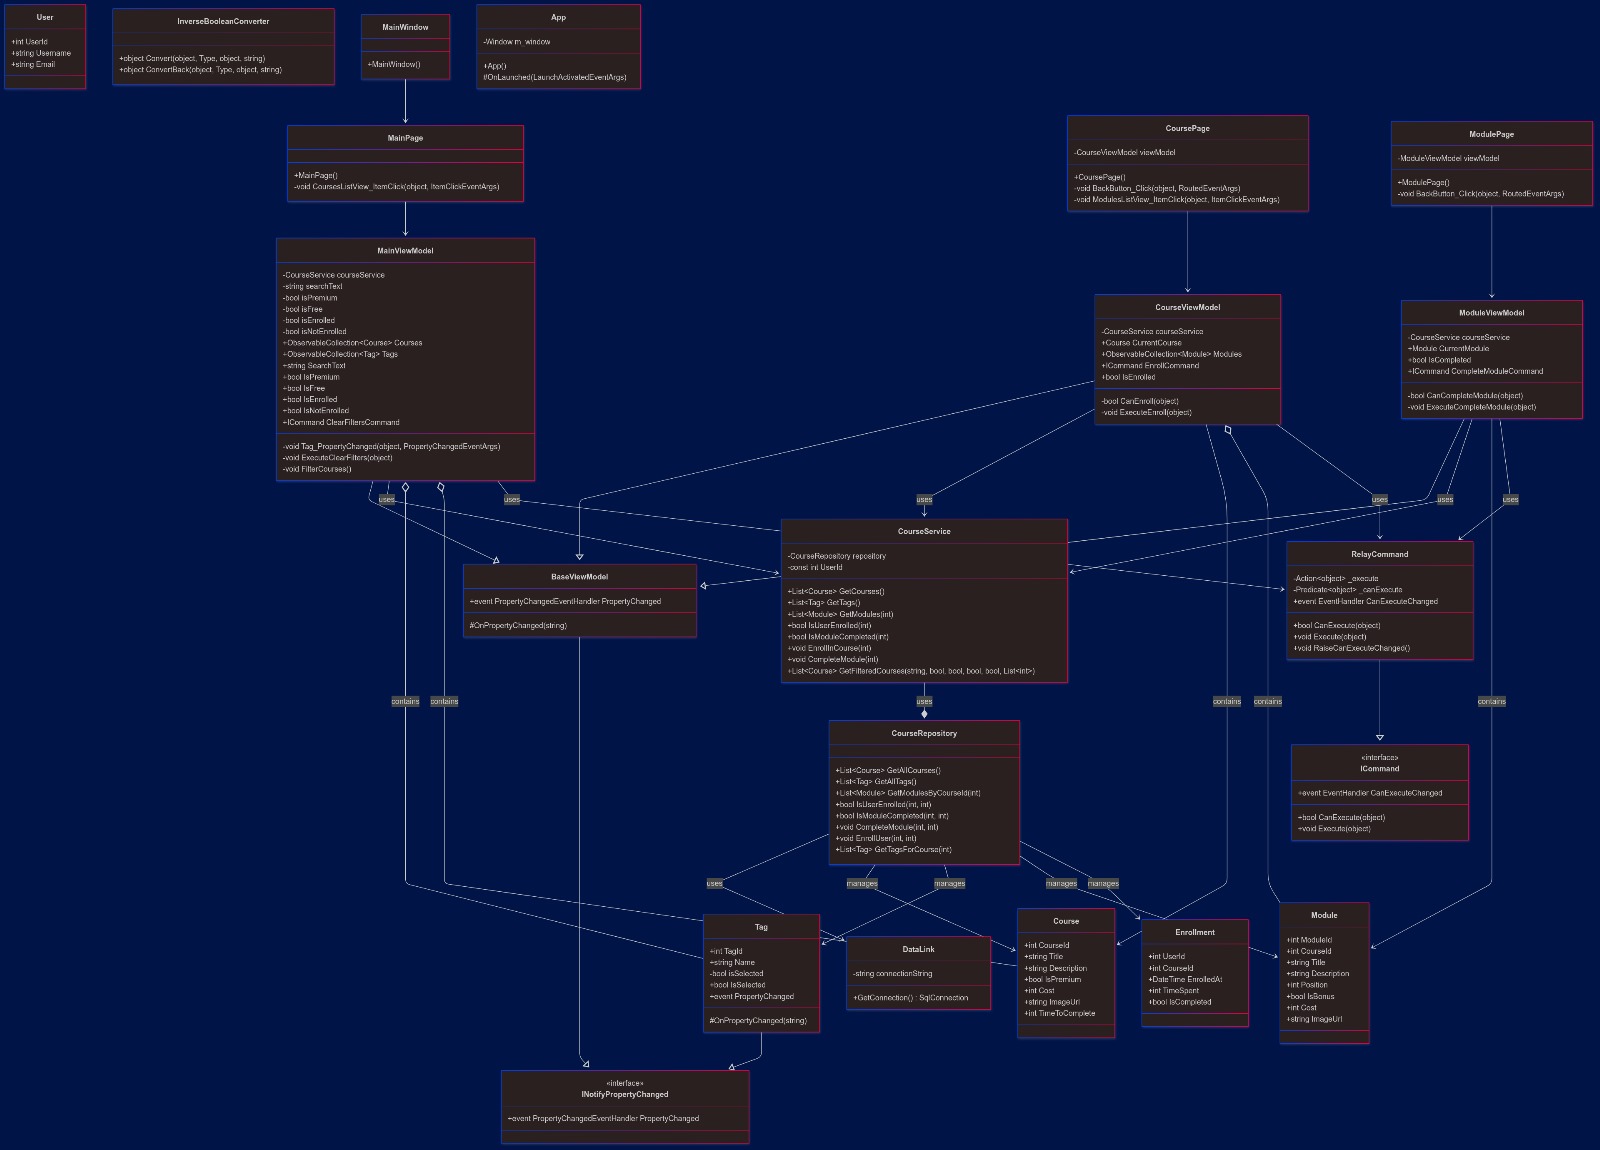 User
+int UserId
+string Username
+string Email
InverseBooleanConverter
+object Convert(object, Type, object, string)
+object ConvertBack(object, Type, object, string)
MainWindow
+MainWindow()
App
-Window m_window
+App()
#OnLaunched(LaunchActivatedEventArgs)
MainPage
+MainPage()
-void CoursesListView_ItemClick(object, ItemClickEventArgs)
CoursePage
-CourseViewModel viewModel
+CoursePage()
-void BackButton_Click(object, RoutedEventArgs)
-void ModulesListView_ItemClick(object, ItemClickEventArgs)
ModulePage
-ModuleViewModel viewModel
+ModulePage()
-void BackButton_Click(object, RoutedEventArgs)
MainViewModel
-CourseService courseService
-string searchText
-bool isPremium
-bool isFree
-bool isEnrolled
-bool isNotEnrolled
+ObservableCollection<Course> Courses
+ObservableCollection<Tag> Tags
+string SearchText
+bool IsPremium
+bool IsFree
+bool IsEnrolled
+bool IsNotEnrolled
+ICommand ClearFiltersCommand
-void Tag_PropertyChanged(object, PropertyChangedEventArgs)
-void ExecuteClearFilters(object)
-void FilterCourses()
CourseViewModel
-CourseService courseService
+Course CurrentCourse
+ObservableCollection<Module> Modules
+ICommand EnrollCommand
+bool IsEnrolled
-bool CanEnroll(object)
-void ExecuteEnroll(object)
ModuleViewModel
-CourseService courseService
+Module CurrentModule
+bool IsCompleted
+ICommand CompleteModuleCommand
-bool CanCompleteModule(object)
-void ExecuteCompleteModule(object)
uses
uses
uses
uses
uses
uses
CourseService
-CourseRepository repository
-const int UserId
+List<Course> GetCourses()
+List<Tag> GetTags()
+List<Module> GetModules(int)
+bool IsUserEnrolled(int)
+bool IsModuleCompleted(int)
+void EnrollInCourse(int)
+void CompleteModule(int)
+List<Course> GetFilteredCourses(string, bool, bool, bool, bool, List<int>)
BaseViewModel
+event PropertyChangedEventHandler PropertyChanged
#OnPropertyChanged(string)
RelayCommand
-Action<object> _execute
-Predicate<object> _canExecute
+event EventHandler CanExecuteChanged
+bool CanExecute(object)
+void Execute(object)
+void RaiseCanExecuteChanged()
contains
contains
uses
contains
contains
contains
CourseRepository
+List<Course> GetAllCourses()
+List<Tag> GetAllTags()
+List<Module> GetModulesByCourseId(int)
+bool IsUserEnrolled(int, int)
+bool IsModuleCompleted(int, int)
+void CompleteModule(int, int)
+void EnrollUser(int, int)
+List<Tag> GetTagsForCourse(int)
«interface»
ICommand
+event EventHandler CanExecuteChanged
+bool CanExecute(object)
+void Execute(object)
uses
manages
manages
manages
manages
Tag
+int TagId
+string Name
-bool isSelected
+bool IsSelected
+event PropertyChanged
#OnPropertyChanged(string)
DataLink
-string connectionString
+GetConnection() : SqlConnection
Course
+int CourseId
+string Title
+string Description
+bool IsPremium
+int Cost
+string ImageUrl
+int TimeToComplete
Enrollment
+int UserId
+int CourseId
+DateTime EnrolledAt
+int TimeSpent
+bool IsCompleted
Module
+int ModuleId
+int CourseId
+string Title
+string Description
+int Position
+bool IsBonus
+int Cost
+string ImageUrl
«interface»
INotifyPropertyChanged
+event PropertyChangedEventHandler PropertyChanged